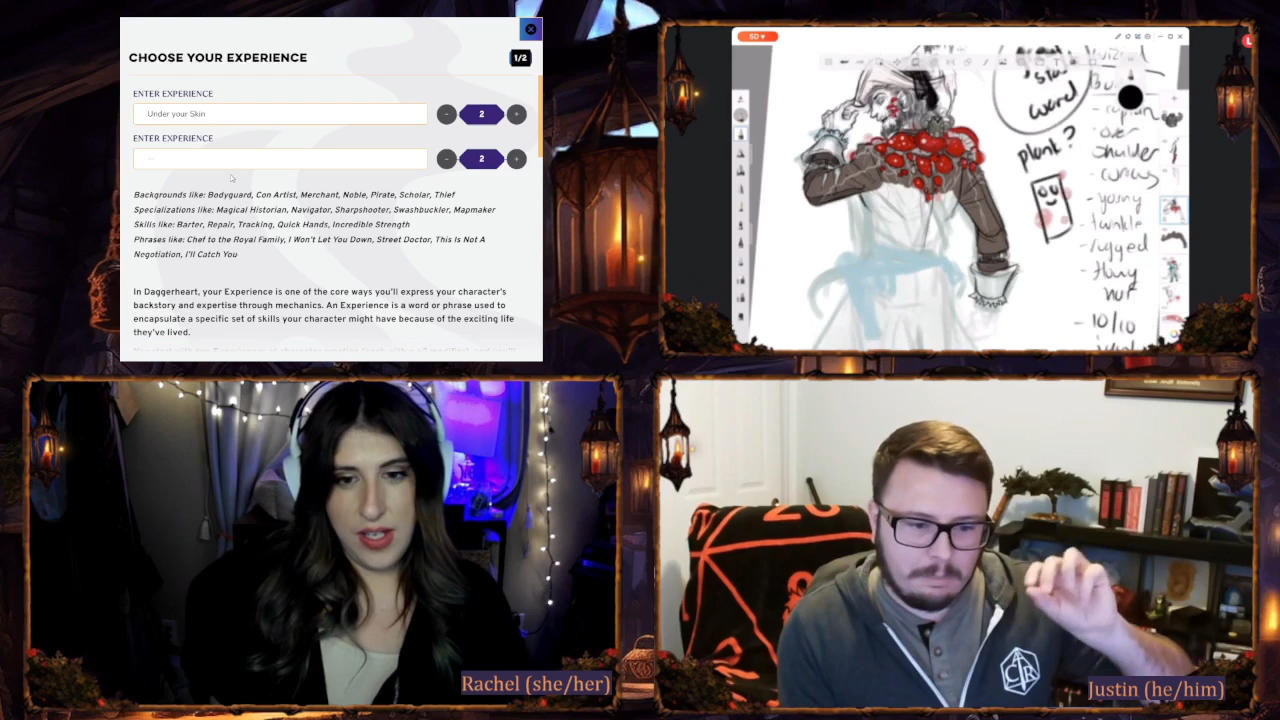 CHOOSE YOUR EXPERIENCE
1/2
ENTER EXPERIENCE
Under your Skin
-
2
+
ENTER EXPERIENCE
-
2
+
Backgrounds like: Bodyguard, Con Artist, Merchant, Noble, Pirate, Scholar, Thief
Specializations like: Magical Historian, Navigator, Sharpshooter, Swashbuckler, Mapmaker
Skills like: Barter, Repair, Tracking, Quick Hands, Incredible Strength
Phrases like: Chef to the Royal Family, I Won't Let You Down, Street Doctor, This Is Not A
Negotiation, I'll Catch You
In Daggerheart, your Experience is one of the core ways you'll express your character's
backstory and expertise through mechanics. An Experience is a word or phrase used to
encapsulate a specific set of skills your character might have because of the exciting life
they've lived.
SD ♥
word
plant?
over
shoulder
- young
- twinkle
- rugged
- 10/10
L
20
8
CR
Rachel (she/her)
Justin (he/him)